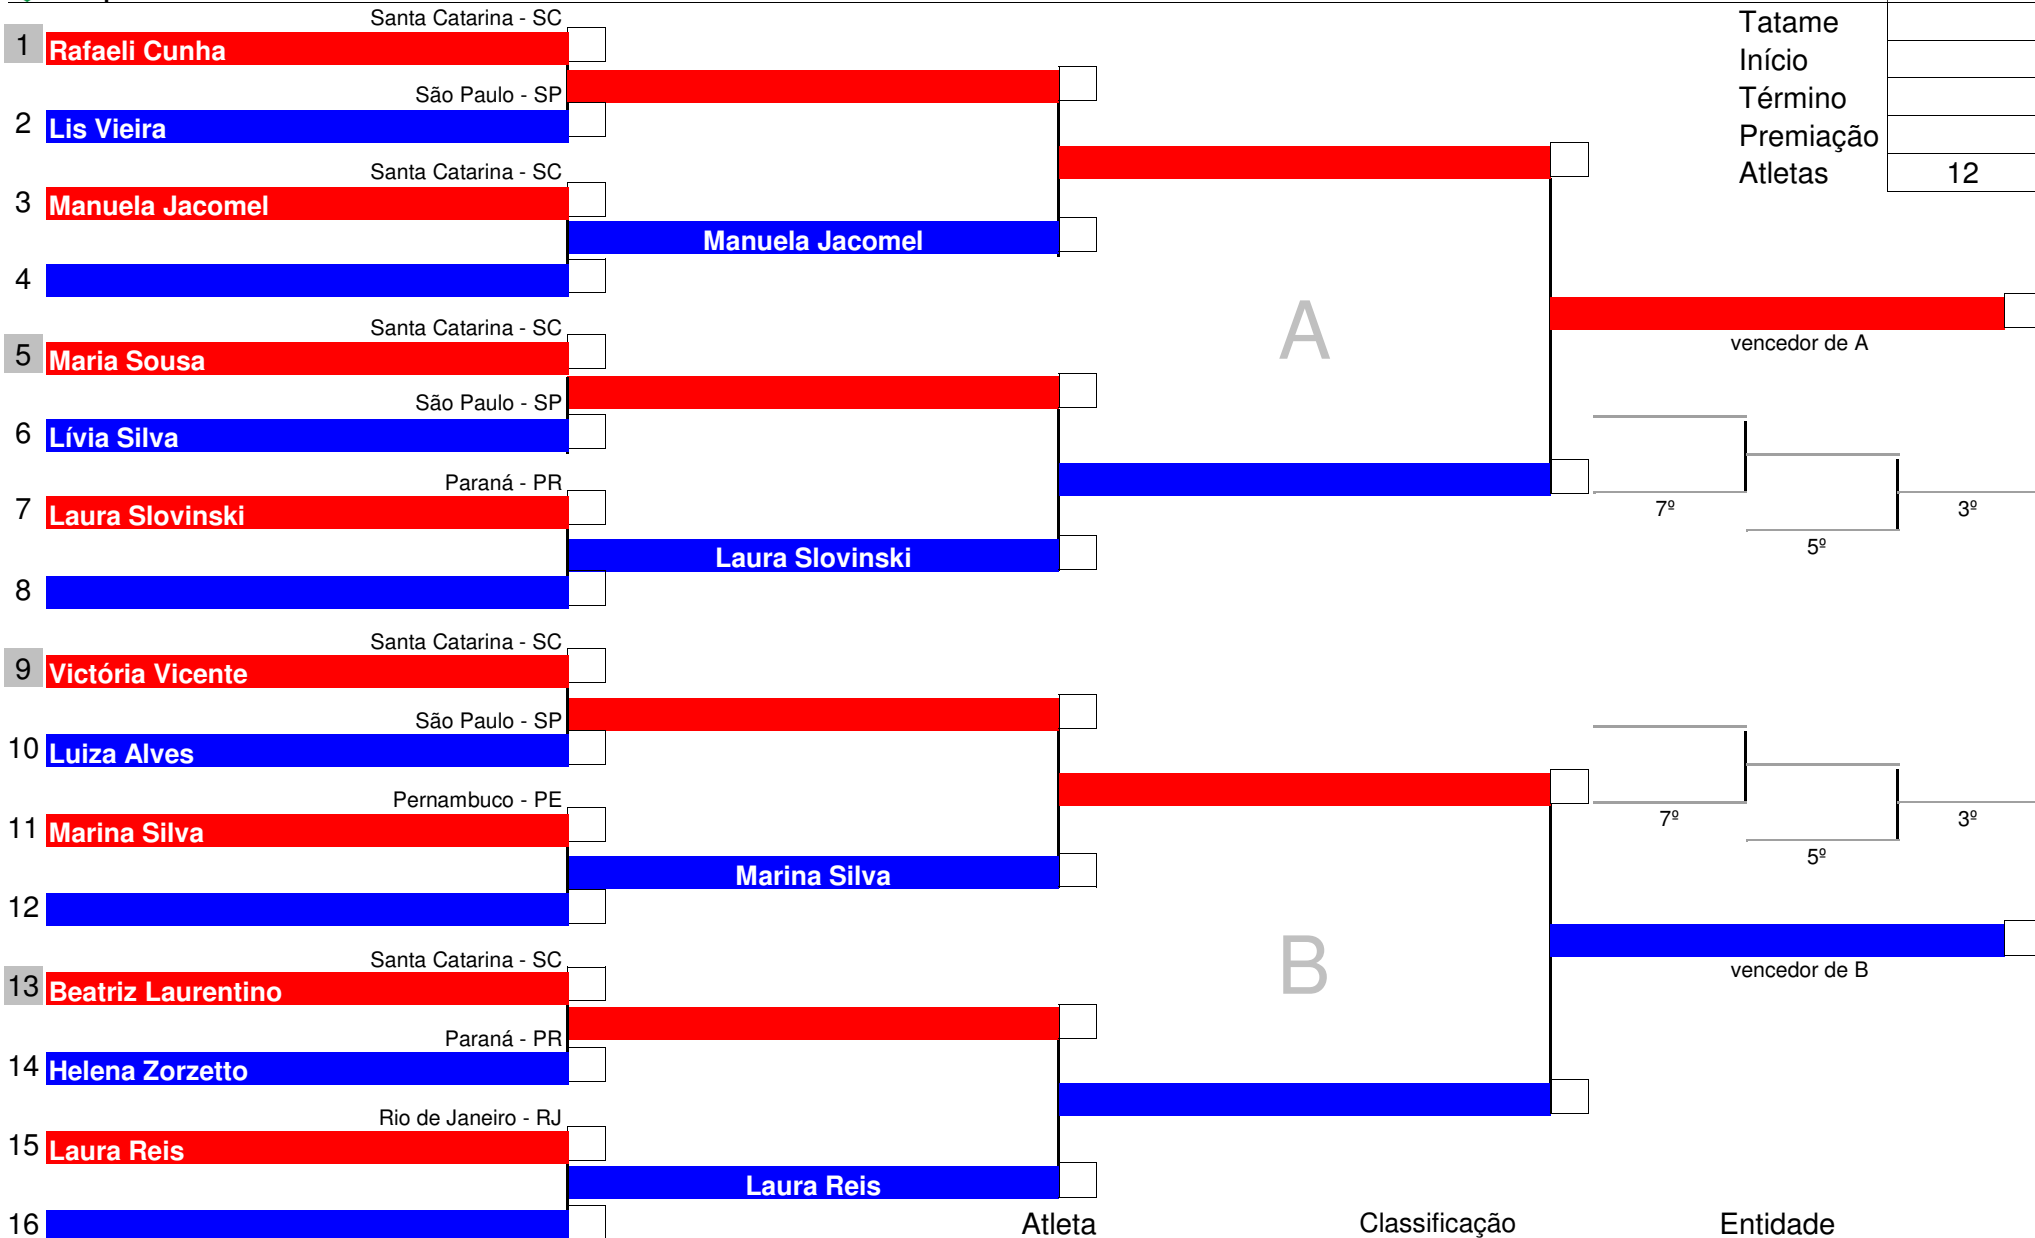 Santa Catarina - SC
1 Rafaeli Cunha
São Paulo - SP
2 Lis Vieira
Santa Catarina - SC
3 Manuela Jacomel
Manuela Jacomel
4
Santa Catarina - SC
5 Maria Sousa
São Paulo - SP
6 Lívia Silva
Paraná - PR
7 Laura Slovinski
Laura Slovinski
8
Santa Catarina - SC
9 Victória Vicente
São Paulo - SP
10 Luiza Alves
Pernambuco - PE
11 Marina Silva
Marina Silva
12
Santa Catarina - SC
13 Beatriz Laurentino
Paraná - PR
14 Helena Zorzetto
Rio de Janeiro - RJ
15 Laura Reis
Laura Reis
16
A
B
Tatame
Início
Término
Premiação
Atletas 12
vencedor de A
7º
3º
5º
7º
3º
5º
vencedor de B
Atleta Classificação Entidade